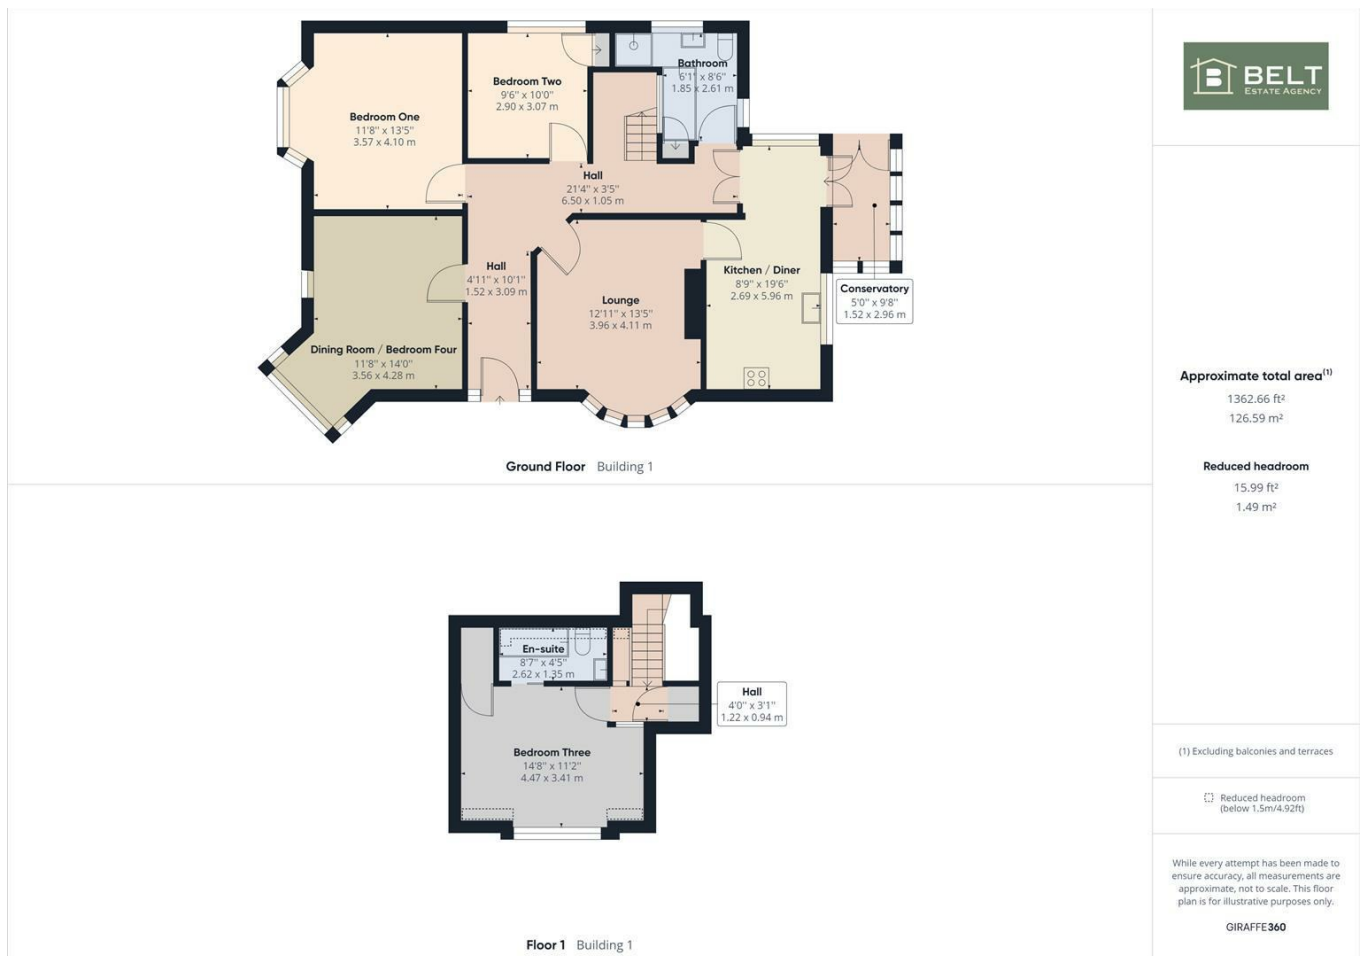 Bedroom One
11'8" x 13'5"
3.57 x 4.10 m
Bedroom Two
9'6" x 10'0"
2.90 x 3.07 m
Bathroom
6'1" x 8'6"
1.85 x 2.61 m
Hall
21'4" x 3'5"
6.50 x 1.05 m
Hall
4'11" x 10'1"
1.52 x 3.09 m
Kitchen / Diner
8'9" x 19'6"
2.69 x 5.96 m
Conservatory
5'0" x 9'8"
1.52 x 2.96 m
Lounge
12'11" x 13'5"
3.96 x 4.11 m
Dining Room / Bedroom Four
11'8" x 14'0"
3.56 x 4.28 m
Ground Floor Building 1
En-suite
8'7" x 4'5"
2.62 x 1.35 m
Hall
4'0" x 3'1"
1.22 x 0.94 m
Bedroom Three
14'8" x 11'2"
4.47 x 3.41 m
Floor 1 Building 1
B BELT
ESTATE AGENCY
Approximate total area(1)
1362.66 ft²
126.59 m²
Reduced headroom
15.99 ft²
1.49 m²
(1) Excluding balconies and terraces
Reduced headroom
(below 1.5m/4.92ft)
While every attempt has been made to
ensure accuracy, all measurements are
approximate, not to scale. This floor
plan is for illustrative purposes only.
GIRAFFE360